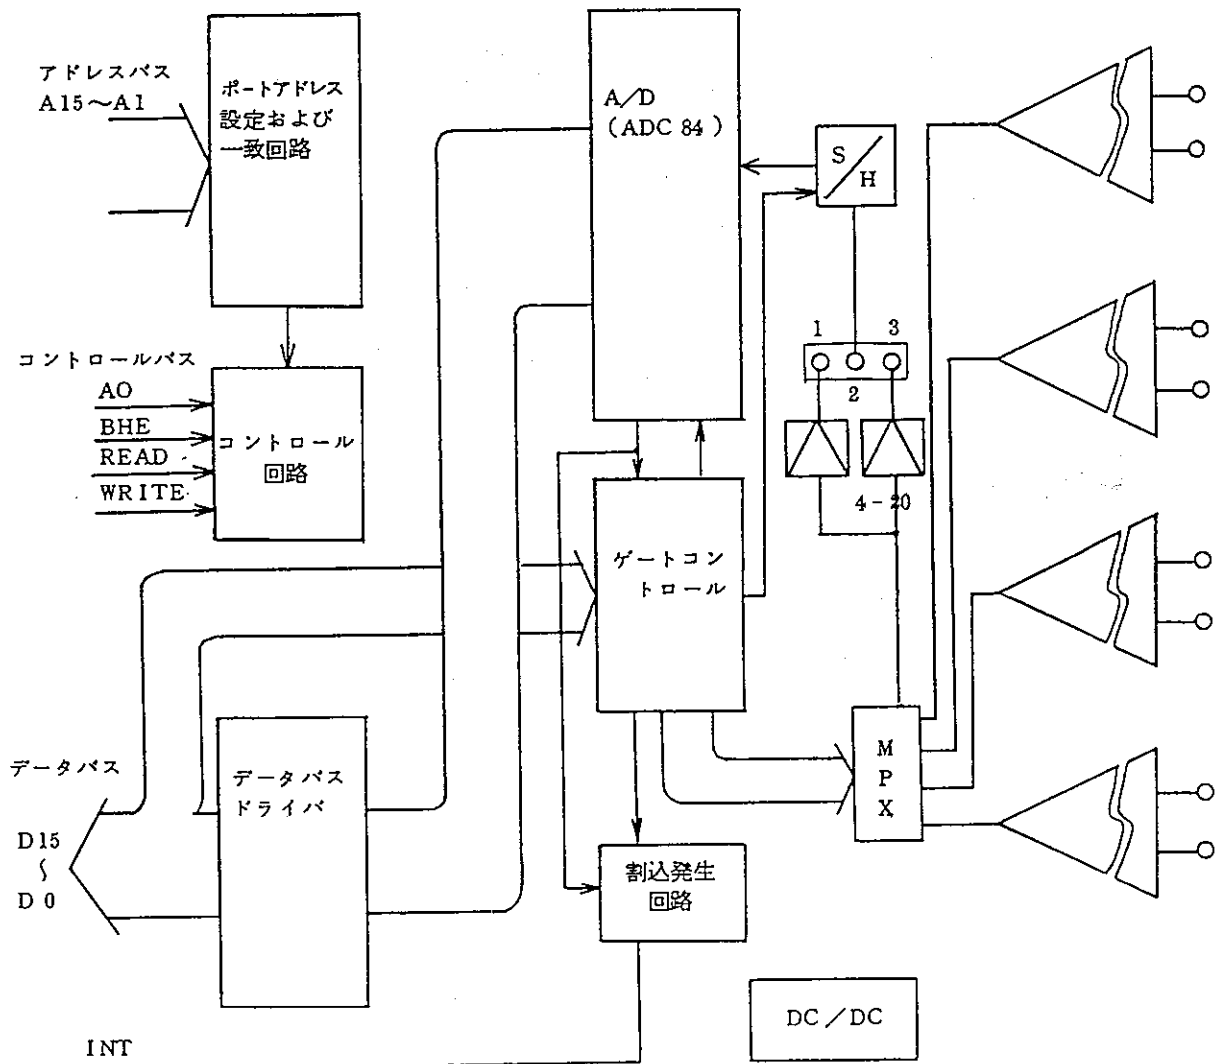 アドレスバス
A15〜A1
ポートアドレス
設定および
一致回路
A/D
(ADC 84)
S/H
1 3
2
コントロールバス
AO
BHE
READ
WRITE
コントロール
回路
4-20
ゲートコン
トロール
データバス
D15
〜
D0
データバス
ドライバ
M
P
X
割込発生
回路
DC/DC
INT